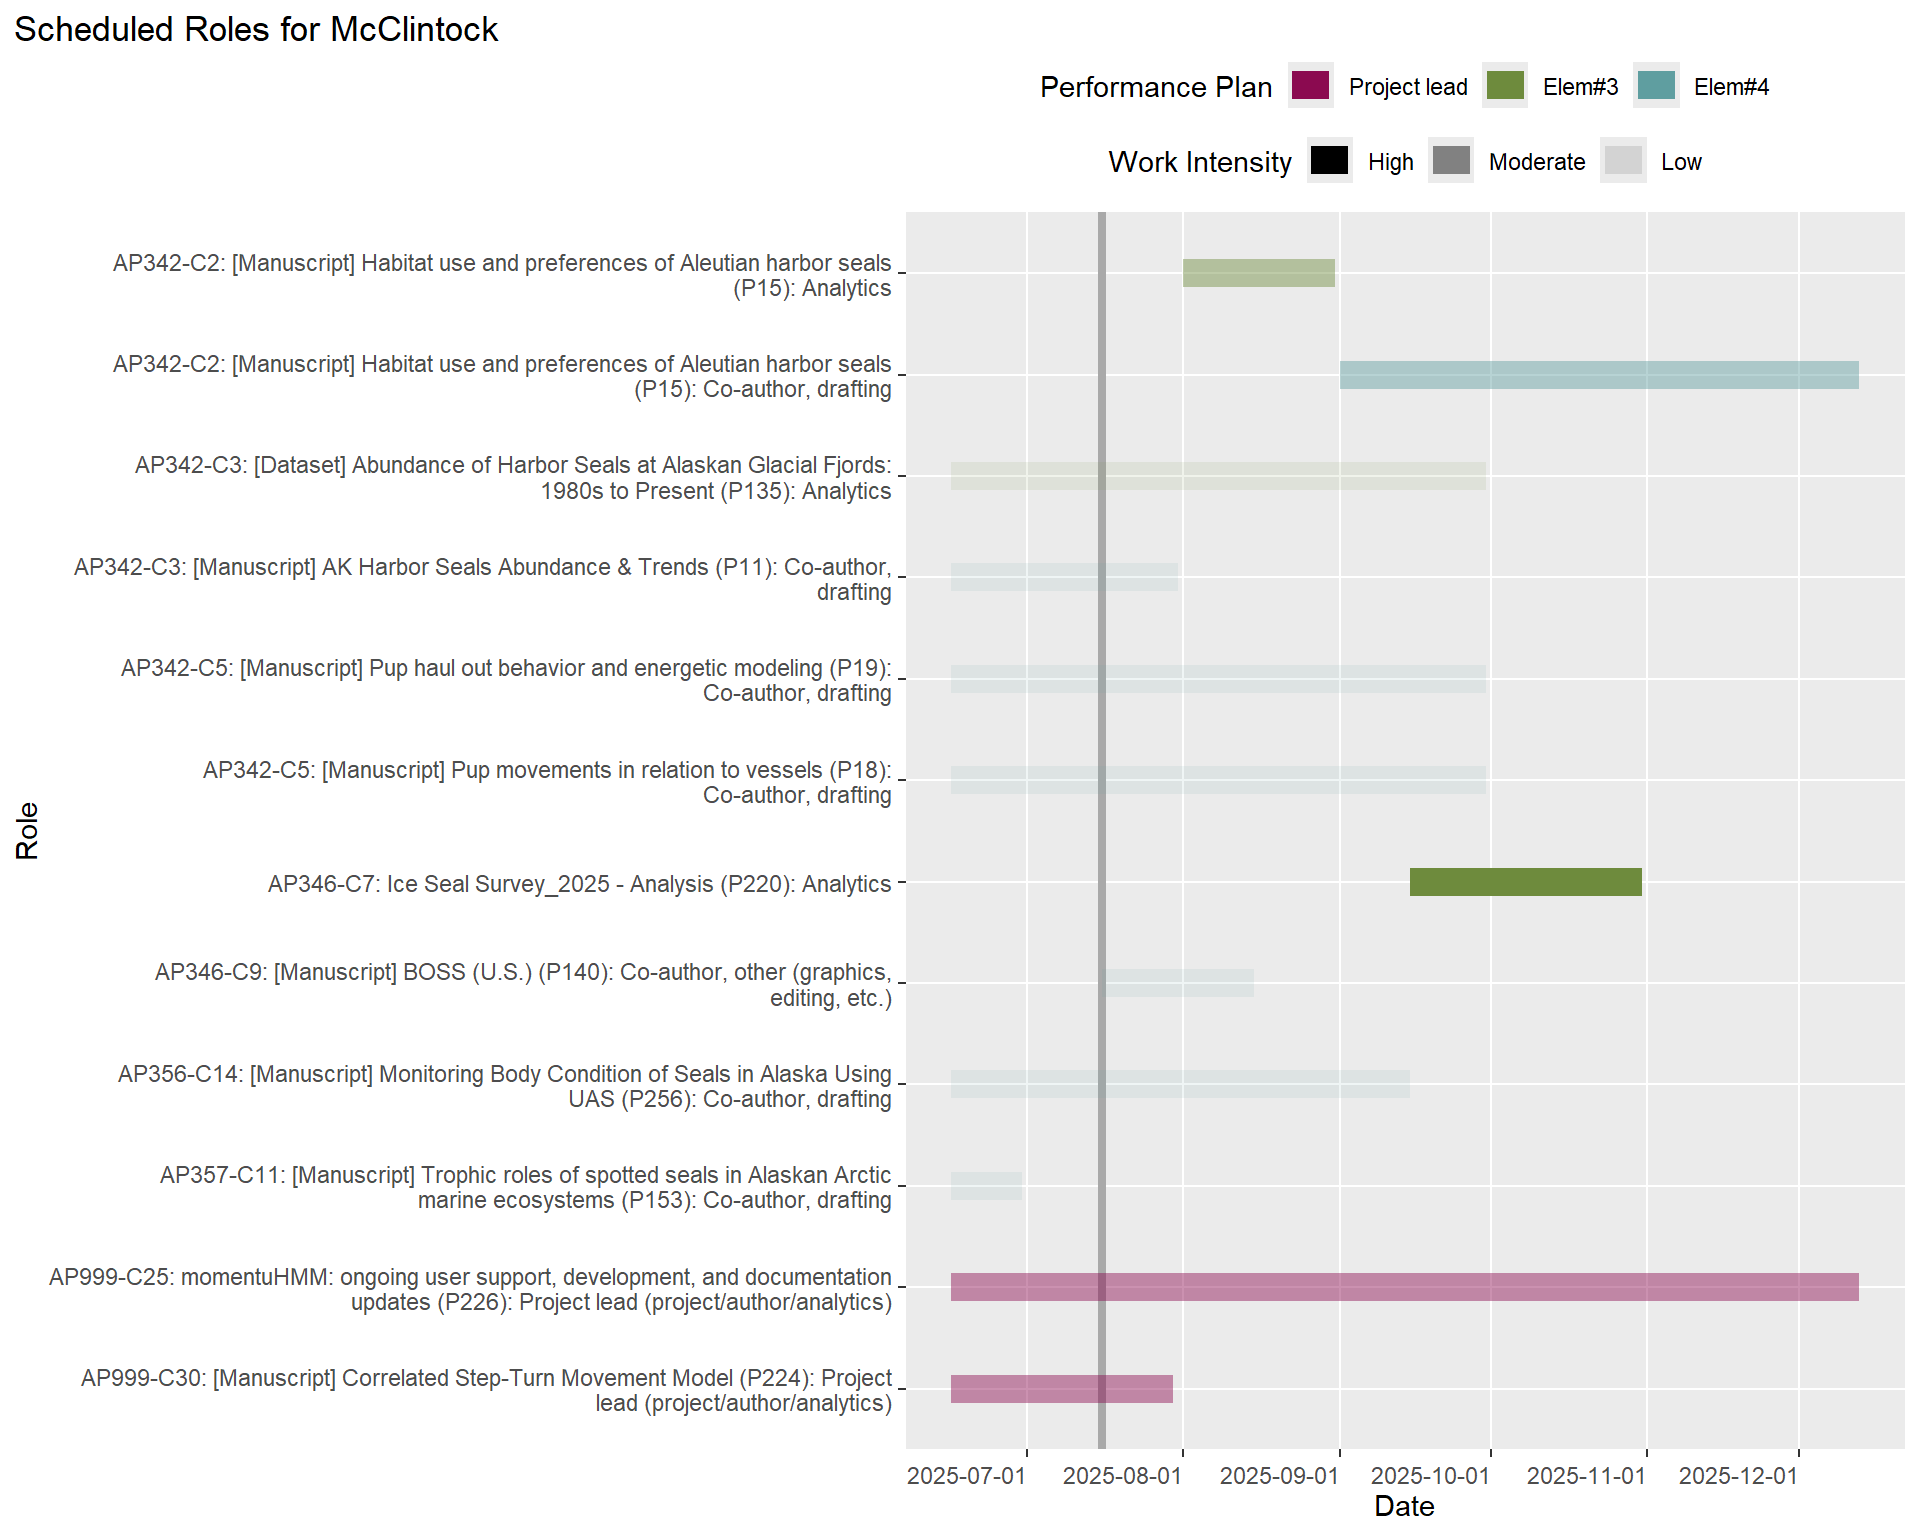 Scheduled Roles for McClintock
Performance Plan Project lead Elem#3 Elem#4
Work Intensity High Moderate Low
AP342-C2: [Manuscript] Habitat use and preferences of Aleutian harbor seals
(P15): Analytics
AP342-C2: [Manuscript] Habitat use and preferences of Aleutian harbor seals
(P15): Co-author, drafting
AP342-C3: [Dataset] Abundance of Harbor Seals at Alaskan Glacial Fjords:
1980s to Present (P135): Analytics
AP342-C3: [Manuscript] AK Harbor Seals Abundance & Trends (P11): Co-author,
drafting
AP342-C5: [Manuscript] Pup haul out behavior and energetic modeling (P19):
Co-author, drafting
AP342-C5: [Manuscript] Pup movements in relation to vessels (P18):
Co-author, drafting
AP346-C7: Ice Seal Survey_2025 - Analysis (P220): Analytics
AP346-C9: [Manuscript] BOSS (U.S.) (P140): Co-author, other (graphics,
editing, etc.)
AP356-C14: [Manuscript] Monitoring Body Condition of Seals in Alaska Using
UAS (P256): Co-author, drafting
AP357-C11: [Manuscript] Trophic roles of spotted seals in Alaskan Arctic
marine ecosystems (P153): Co-author, drafting
AP999-C25: momentuHMM: ongoing user support, development, and documentation
updates (P226): Project lead (project/author/analytics)
AP999-C30: [Manuscript] Correlated Step-Turn Movement Model (P224): Project
lead (project/author/analytics)
Role
2025-07-01 2025-08-01 2025-09-01 2025-10-01 2025-11-01 2025-12-01
Date